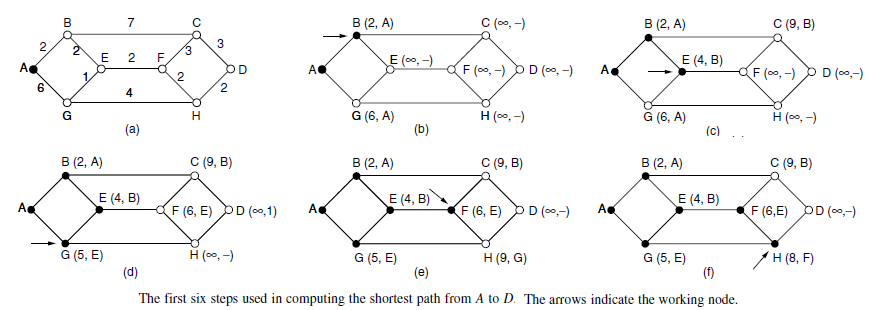 B 7 C
2 2 3 3
A E 2 F D
6 1 2 2
4
G H
(a)
B (2, A) C (∞, –)
A E (∞, –) F (∞, –) D (∞, –)
G (6, A) H (∞, –)
(b)
B (2, A) C (9, B)
A E (4, B) F (∞, –) D (∞,–)
G (6, A) H (∞, –)
(c)
B (2, A) C (9, B)
A E (4, B) F (6, E) D (∞,1)
G (5, E) H (∞, –)
(d)
B (2, A) C (9, B)
A E (4, B) F (6, E) D (∞,–)
G (5, E) H (9, G)
(e)
B (2, A) C (9, B)
A E (4, B) F (6,E) D (∞,–)
G (5, E) H (8, F)
(f)
The first six steps used in computing the shortest path from A to D. The arrows indicate the working node.